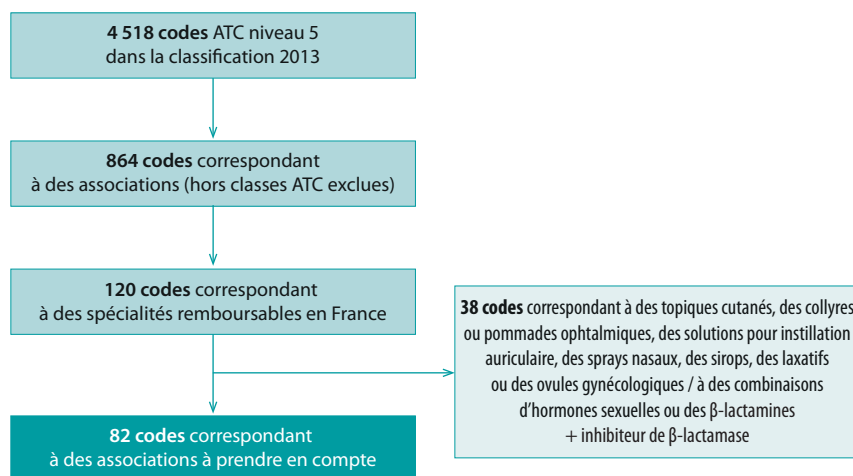 4 518 codes ATC niveau 5
dans la classification 2013
864 codes correspondant
à des associations (hors classes ATC exclues)
120 codes correspondant
à des spécialités remboursables en France
38 codes correspondant à des topiques cutanés, des collyres
ou pommades ophtalmiques, des solutions pour instillation
auriculaire, des sprays nasaux, des sirops, des laxatifs
ou des ovules gynécologiques / à des combinaisons
d’hormones sexuelles ou des β-lactamines
+ inhibiteur de β-lactamase
82 codes correspondant
à des associations à prendre en compte